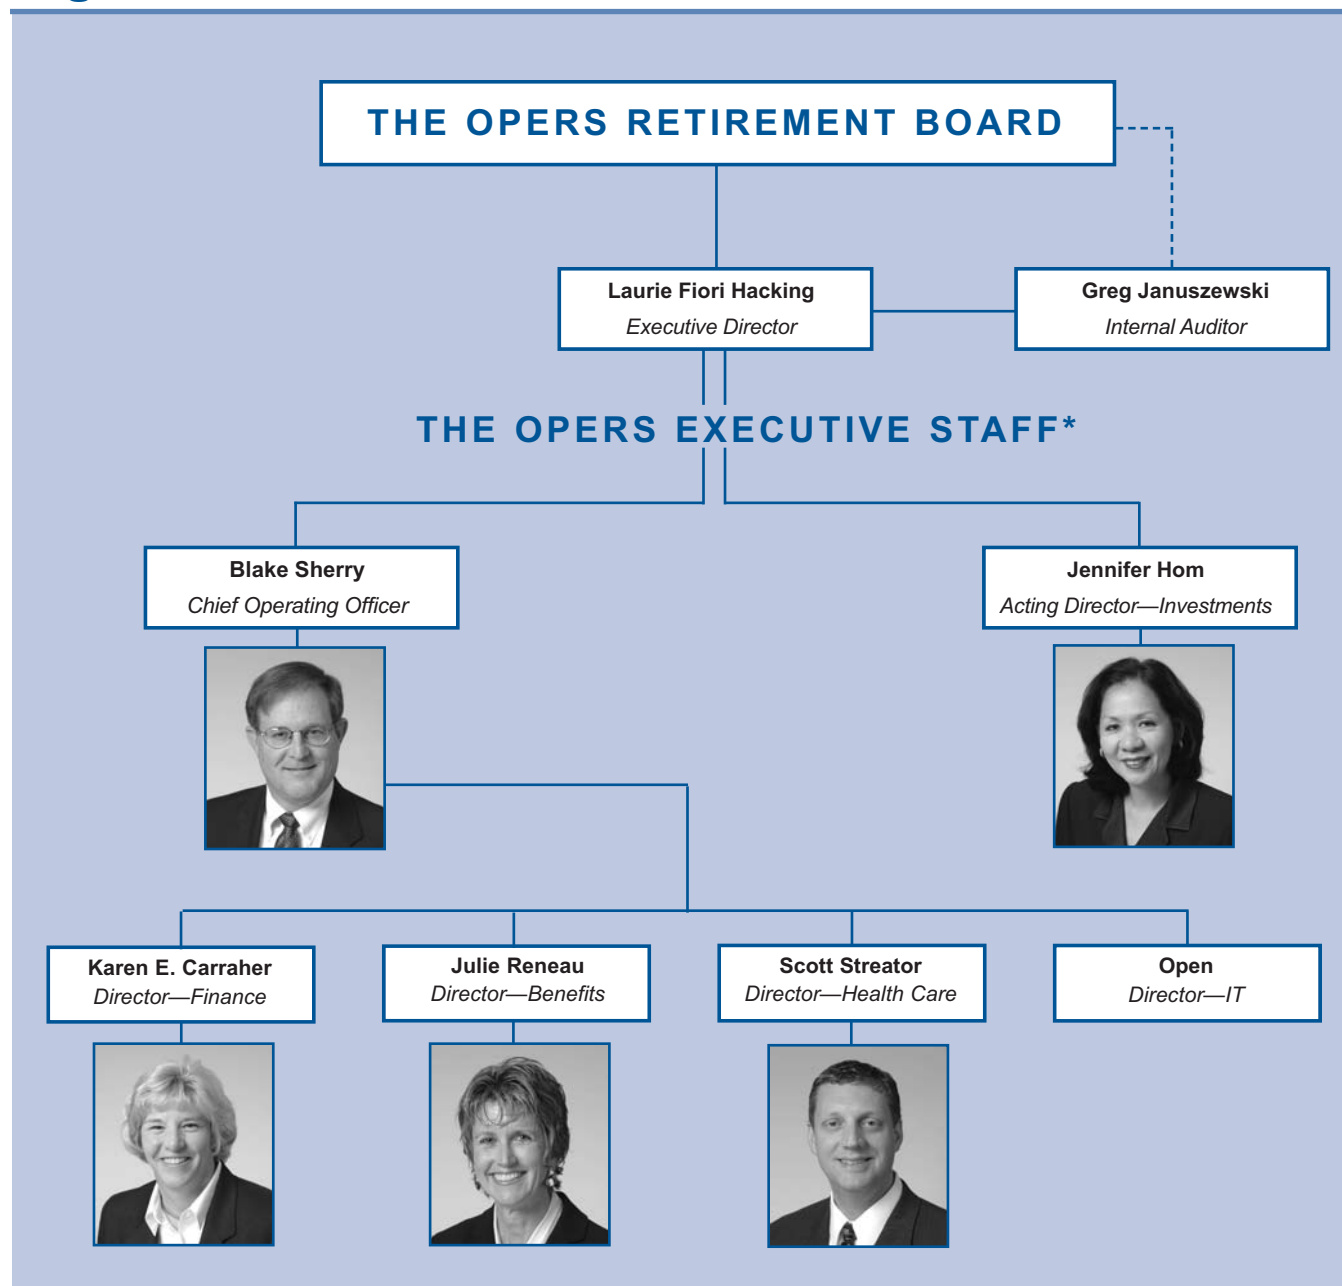 THE OPERS RETIREMENT BOARD
Laurie Fiori Hacking
Executive Director
Greg Januszewski
Internal Auditor
THE OPERS EXECUTIVE STAFF*
Blake Sherry
Chief Operating Officer
Jennifer Hom
Acting Director—Investments
Karen E. Carraher
Director—Finance
Julie Reneau
Director—Benefits
Scott Streator
Director—Health Care
Open
Director—IT